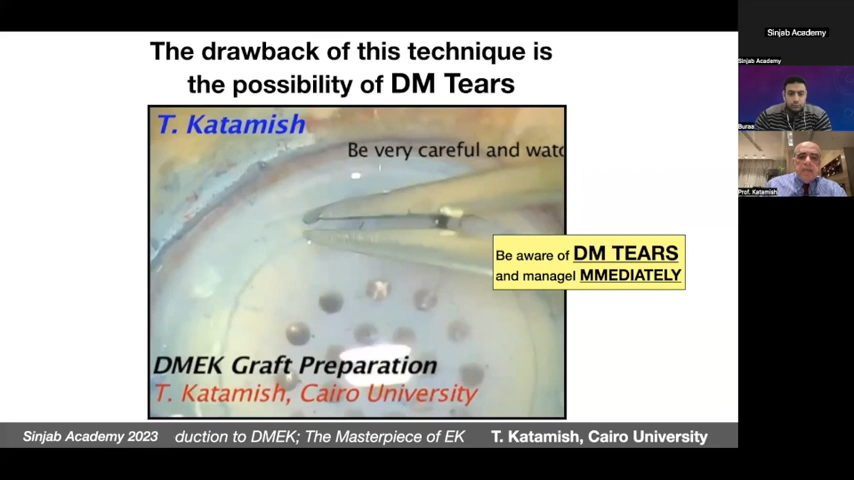 The drawback of this technique is
the possibility of DM Tears
T. Katamish
Be very careful and watc
Be aware of DM TEARS
and managel MMEDIATELY
DMEK Graft Preparation
T. Katamish, Cairo University
Sinjab Academy 2023 duction to DMEK; The Masterpiece of EK T. Katamish, Cairo University
Sinjab Academy
Sinjab Academy
Buraa
Prof. Katamish